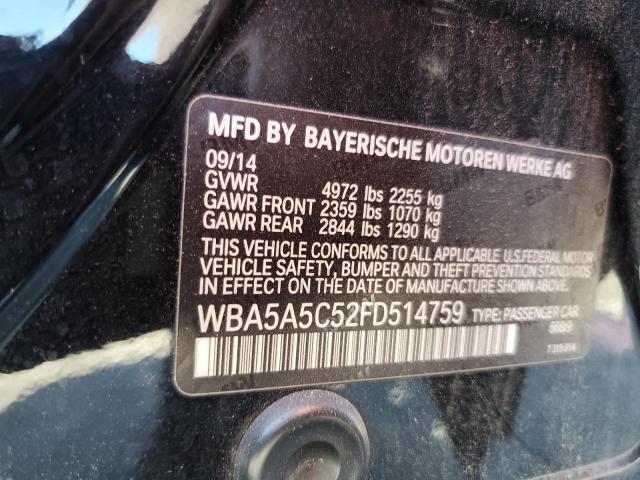 MFD BY BAYERISCHE MOTOREN WERKE AG
09/14
GVWR 4972 lbs 2255 kg
GAWR FRONT 2359 lbs 1070 kg
GAWR REAR 2844 lbs 1290 kg
THIS VEHICLE CONFORMS TO ALL APPLICABLE U.S.FEDERAL MOTOR
VEHICLE SAFETY, BUMPER AND THEFT PREVENTION STANDARDS
IN EFFECT ON THE DATE OF MANUFACTURE SHOWN ABOVE.
WBA5A5C52FD514759 TYPE: PASSENGER CAR